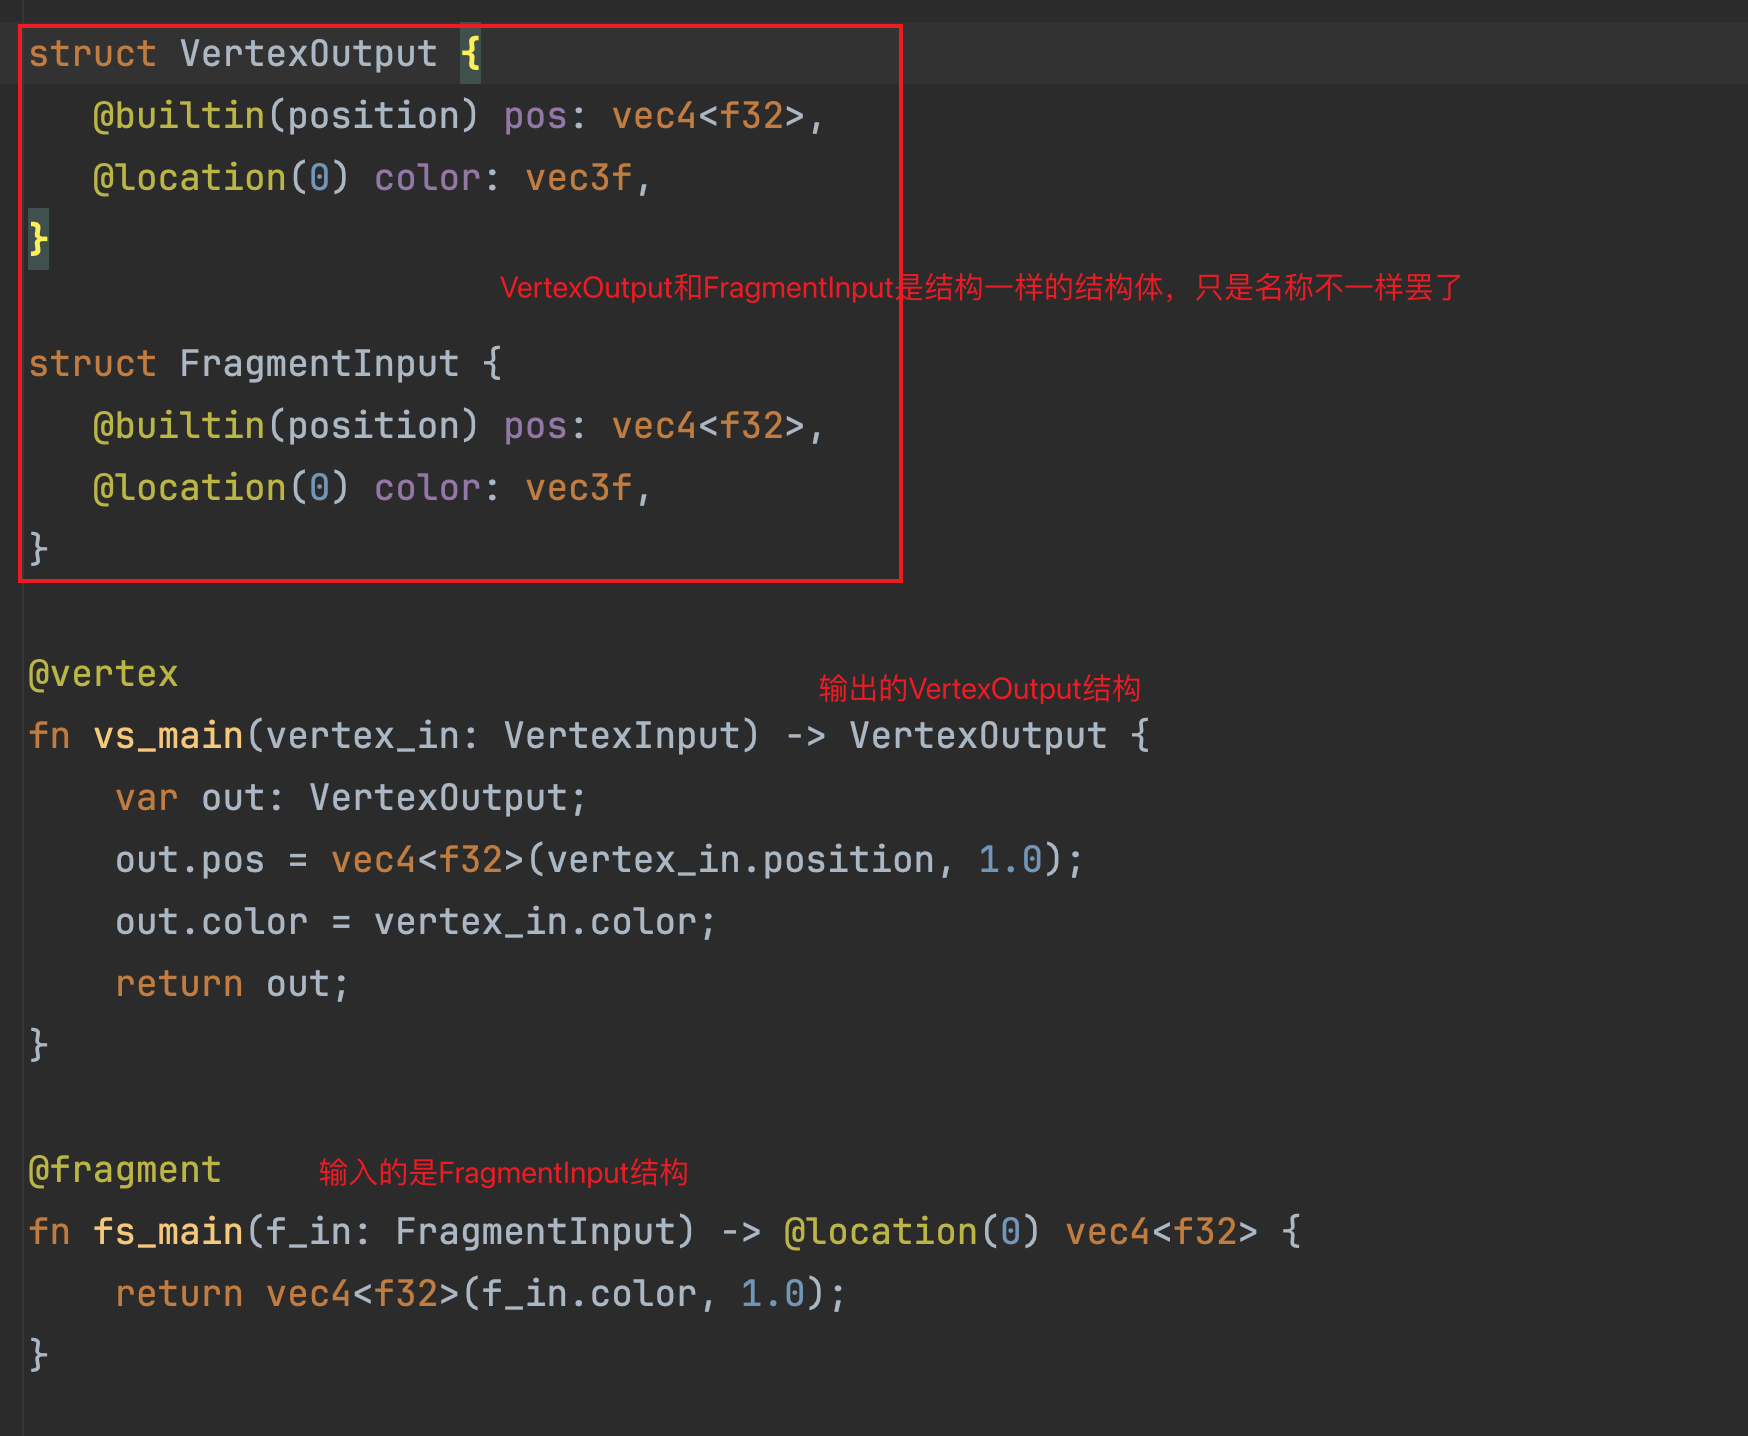 struct VertexOutput {
@builtin(position) pos: vec4<f32>,
@location(0) color: vec3f,
}
VertexOutput和FragmentInput是结构一样的结构体，只是名称不一样罢了
struct FragmentInput {
@builtin(position) pos: vec4<f32>,
@location(0) color: vec3f,
}
@vertex
输出的VertexOutput结构
fn vs_main(vertex_in: VertexInput) -> VertexOutput {
var out: VertexOutput;
out.pos = vec4<f32>(vertex_in.position, 1.0);
out.color = vertex_in.color;
return out;
}
@fragment
输入的是FragmentInput结构
fn fs_main(f_in: FragmentInput) -> @location(0) vec4<f32> {
return vec4<f32>(f_in.color, 1.0);
}